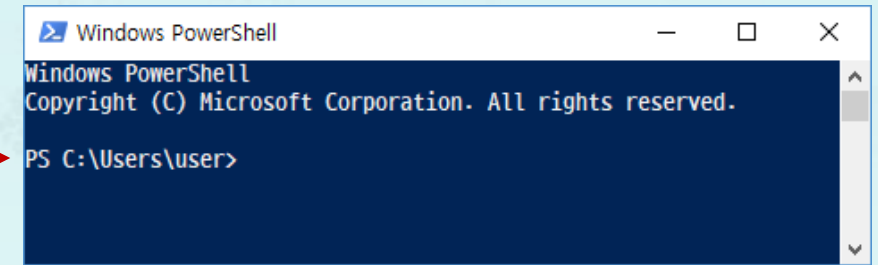 Windows PowerShell
Windows PowerShell
Copyright (C) Microsoft Corporation. All rights reserved.
PS C:\Users\user>